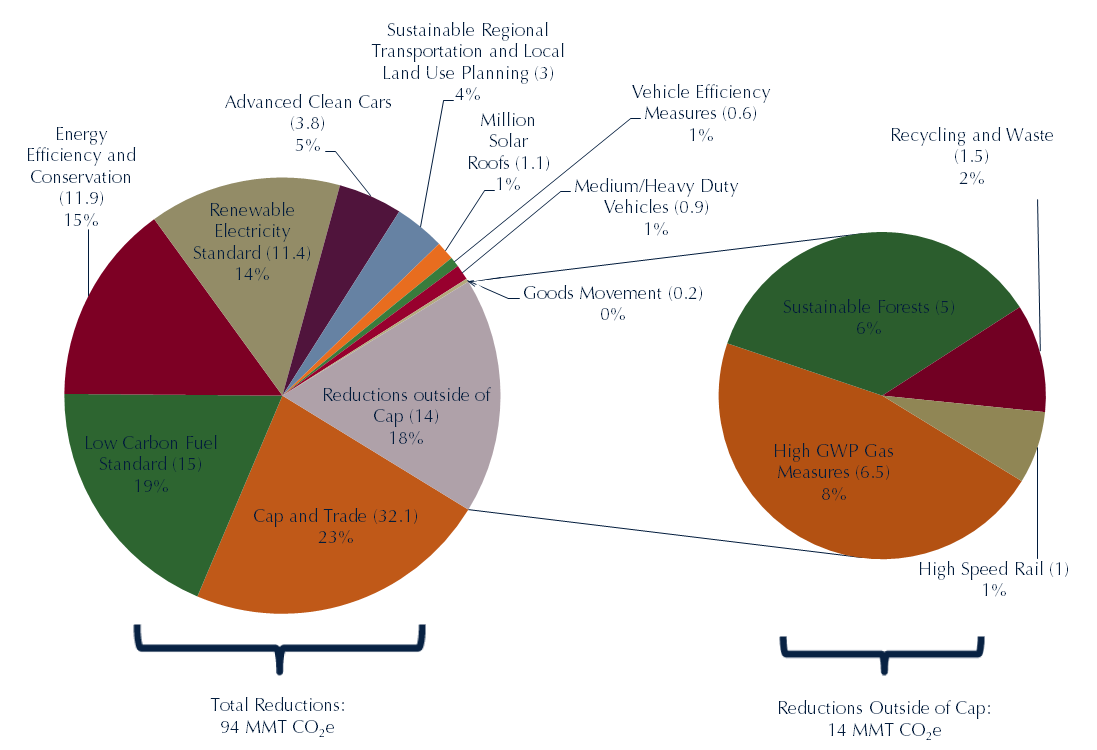 Sustainable Regional
Transportation and Local
Land Use Planning (3)
4%
Advanced Clean Cars
(3.8)
5%
Vehicle Efficiency
Measures (0.6)
1%
Million
Solar
Roofs (1.1)
1%
Energy
Efficiency and
Conservation
(11.9)
15%
Recycling and Waste
(1.5)
2%
Medium/Heavy Duty
Vehicles (0.9)
1%
Renewable
Electricity
Standard (11.4)
14%
Goods Movement (0.2)
0%
Sustainable Forests (5)
6%
Reductions outside of
Cap (14)
18%
Low Carbon Fuel
Standard (15)
19%
High GWP Gas
Measures (6.5)
8%
Cap and Trade (32.1)
23%
High Speed Rail (1)
1%
Total Reductions:
94 MMT CO₂e
Reductions Outside of Cap:
14 MMT CO₂e